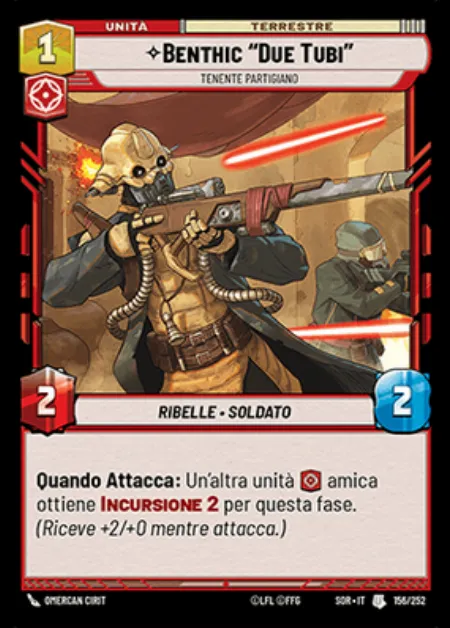 1
UNITÀ
TERRESTRE
BENTHIC “DUE TUBI”
TENENTE PARTIGIANO
2
RIBELLE • SOLDATO
2
Quando Attacca: Un’altra unità amica
ottiene INCURSIONE 2 per questa fase.
(Riceve +2/+0 mentre attacca.)
OMERCAN CIRIT
©LFL ©FFG
SOR • IT
156/252